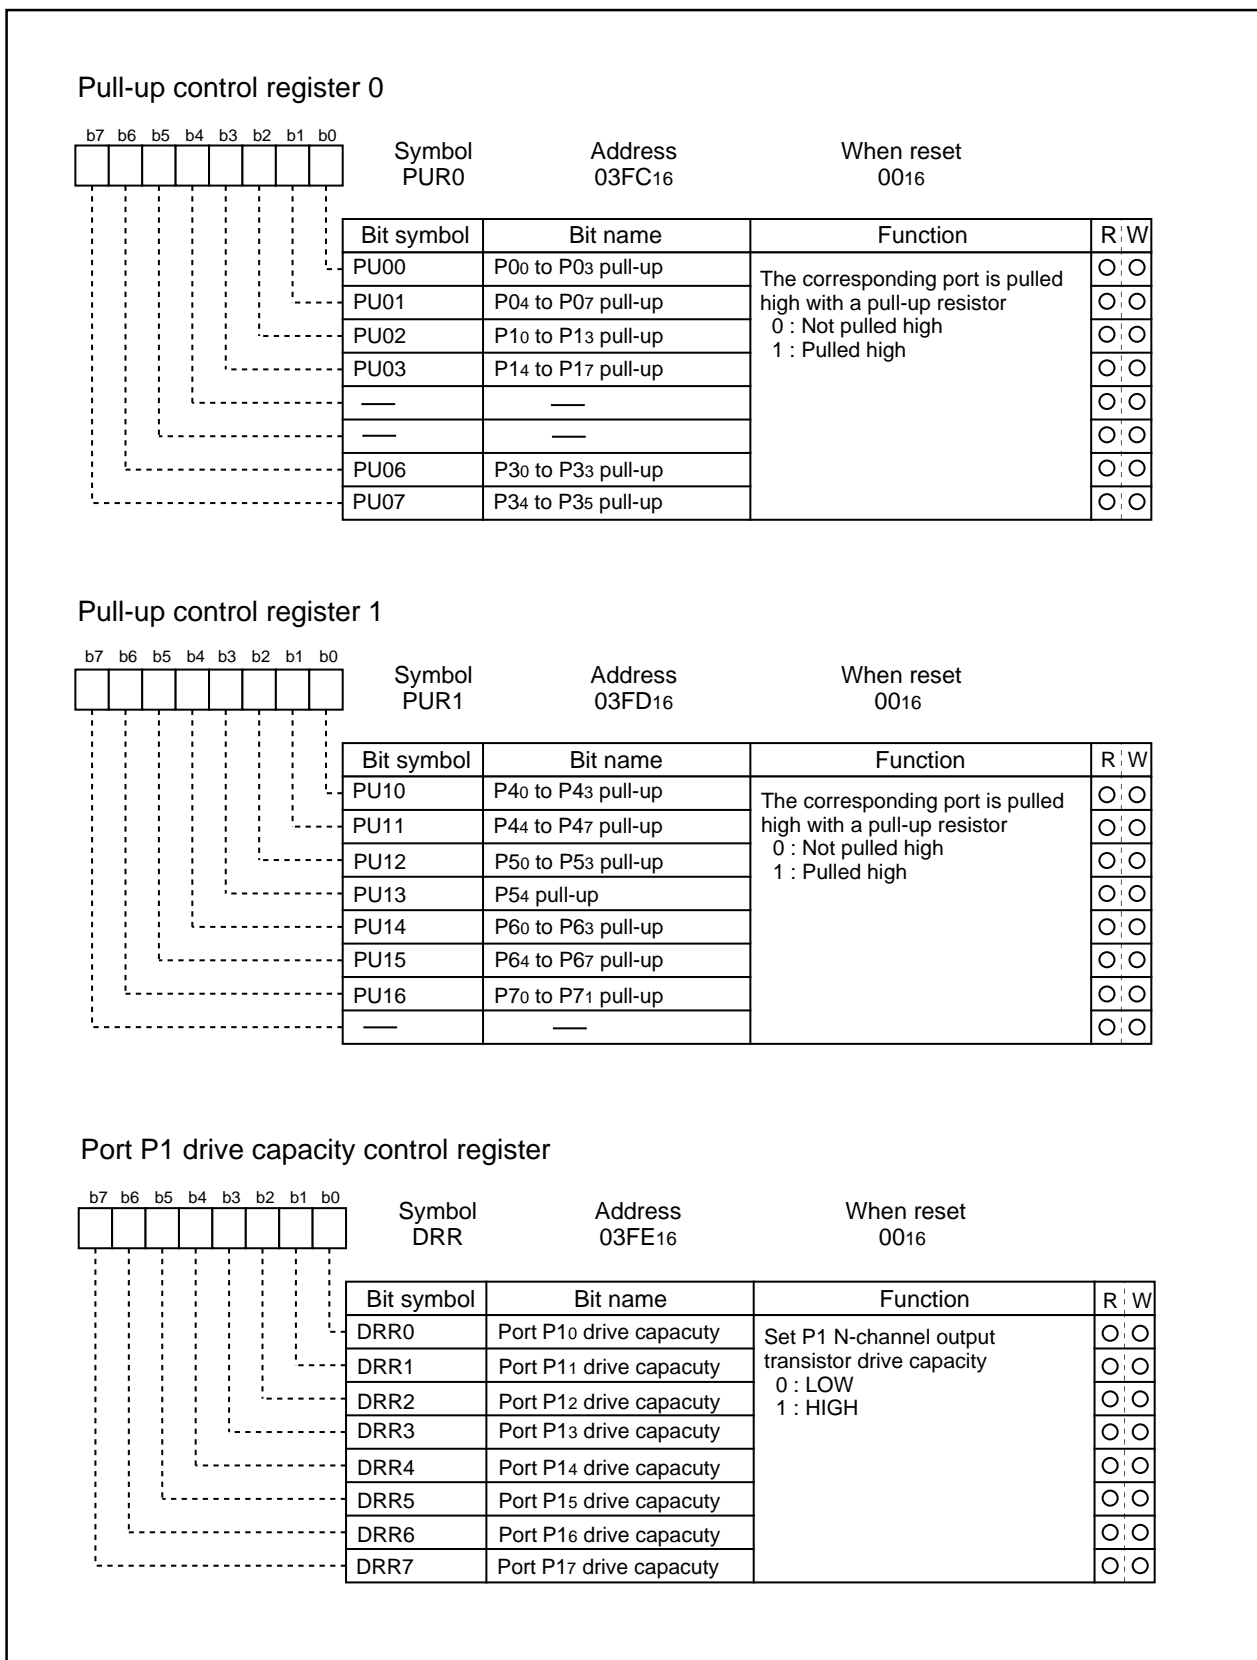 Pull-up control register 0
b7 b6 b5 b4 b3 b2 b1 b0
Symbol Address When reset
PUR0 03FC16 0016
Bit symbol Bit name Function R W
PU00 P00 to P03 pull-up The corresponding port is pulled
PU01 P04 to P07 pull-up high with a pull-up resistor
PU02 P10 to P13 pull-up 0 : Not pulled high
PU03 P14 to P17 pull-up 1 : Pulled high
— —
— —
PU06 P30 to P33 pull-up
PU07 P34 to P35 pull-up
Pull-up control register 1
b7 b6 b5 b4 b3 b2 b1 b0
Symbol Address When reset
PUR1 03FD16 0016
Bit symbol Bit name Function R W
PU10 P40 to P43 pull-up The corresponding port is pulled
PU11 P44 to P47 pull-up high with a pull-up resistor
PU12 P50 to P53 pull-up 0 : Not pulled high
PU13 P54 pull-up 1 : Pulled high
PU14 P60 to P63 pull-up
PU15 P64 to P67 pull-up
PU16 P70 to P71 pull-up
— —
Port P1 drive capacity control register
b7 b6 b5 b4 b3 b2 b1 b0
Symbol Address When reset
DRR 03FE16 0016
Bit symbol Bit name Function R W
DRR0 Port P10 drive capacuty Set P1 N-channel output
DRR1 Port P11 drive capacuty transistor drive capacity
DRR2 Port P12 drive capacuty 0 : LOW
DRR3 Port P13 drive capacuty 1 : HIGH
DRR4 Port P14 drive capacuty
DRR5 Port P15 drive capacuty
DRR6 Port P16 drive capacuty
DRR7 Port P17 drive capacuty